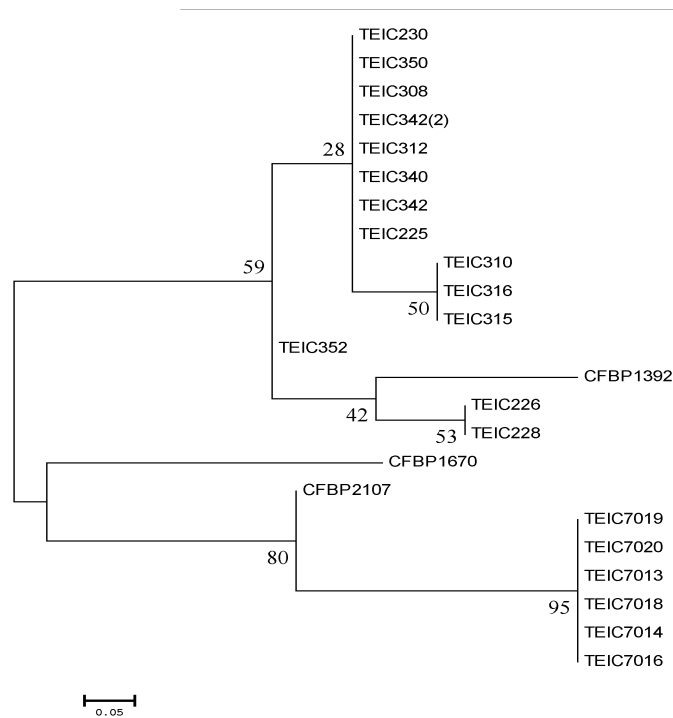 TEIC230
TEIC350
TEIC308
TEIC342(2)
28
TEIC312
TEIC340
TEIC342
TEIC225
TEIC310
59
TEIC316
50
TEIC315
TEIC352
CFBP1392
TEIC226
42
TEIC228
53
CFBP1670
CFBP2107
TEIC7019
TEIC7020
80
TEIC7013
TEIC7018
95
TEIC7014
TEIC7016
0.05